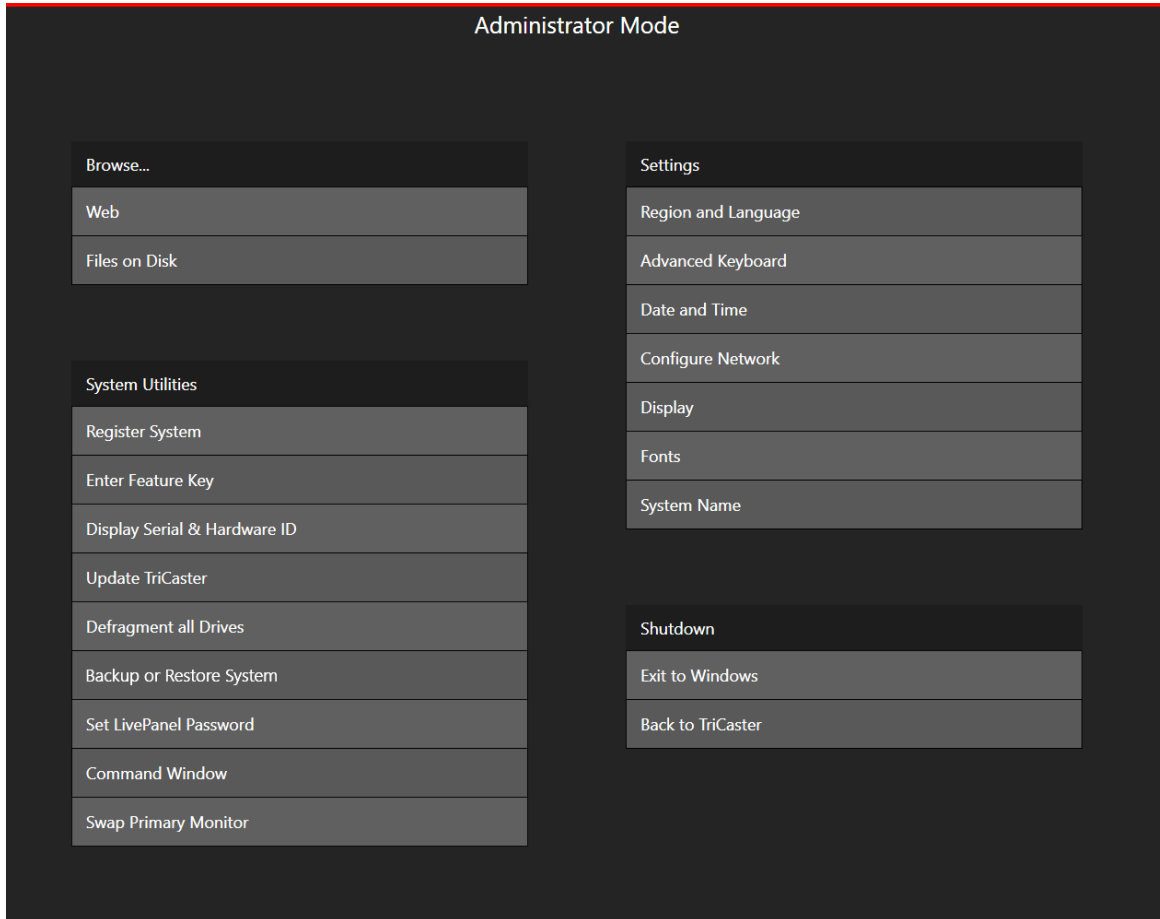 Administrator Mode
Browse...
Web
Files on Disk
System Utilities
Register System
Enter Feature Key
Display Serial & Hardware ID
Update TriCaster
Defragment all Drives
Backup or Restore System
Set LivePanel Password
Command Window
Swap Primary Monitor
Settings
Region and Language
Advanced Keyboard
Date and Time
Configure Network
Display
Fonts
System Name
Shutdown
Exit to Windows
Back to TriCaster